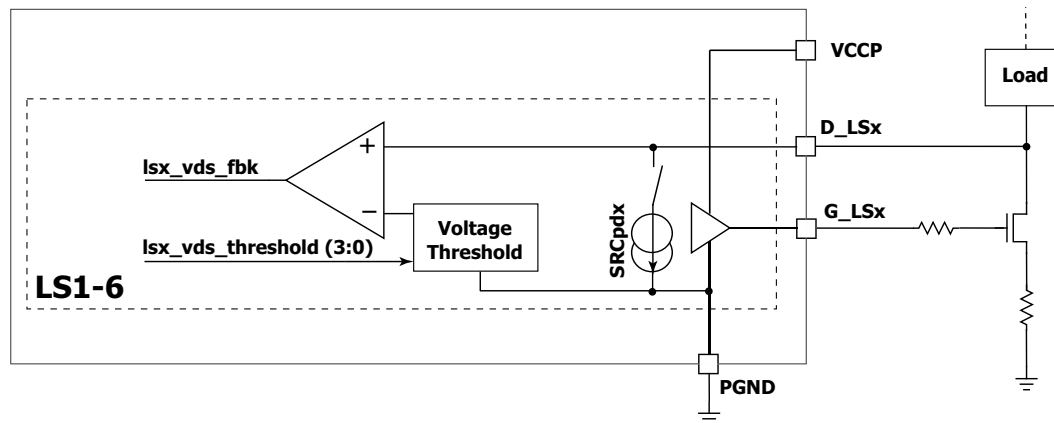 VCCP
Load
D_LSx
+
lsx_vds_fbk
−
Voltage
Threshold
SRCpdx
G_LSx
lsx_vds_threshold (3:0)
LS1-6
PGND